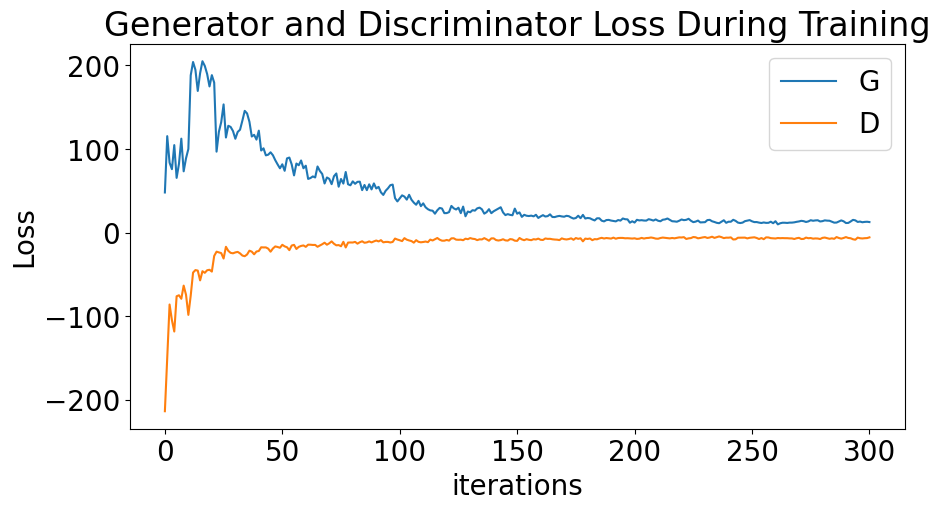 Generator and Discriminator Loss During Training
200
100
0
−100
−200
Loss
G
D
0 50 100 150 200 250 300
iterations